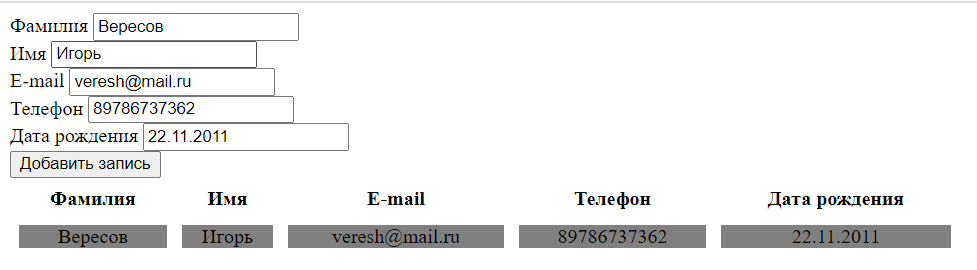 Фамилия Вересов
Имя Игорь
E-mail veresh@mail.ru
Телефон 89786737362
Дата рождения 22.11.2011
Добавить запись
Фамилия Имя E-mail Телефон Дата рождения
Вересов Игорь veresh@mail.ru 89786737362 22.11.2011